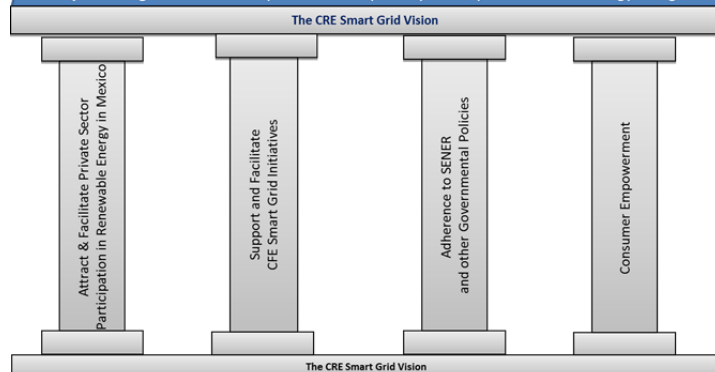 The CRE Smart Grid Vision
Attract & Facilitate Private Sector
Participation in Renewable Energy in Mexico
Support and Facilitate
CFE Smart Grid Initiatives
Adherence to SENER
and other Governmental Policies
Consumer Empowerment
The CRE Smart Grid Vision